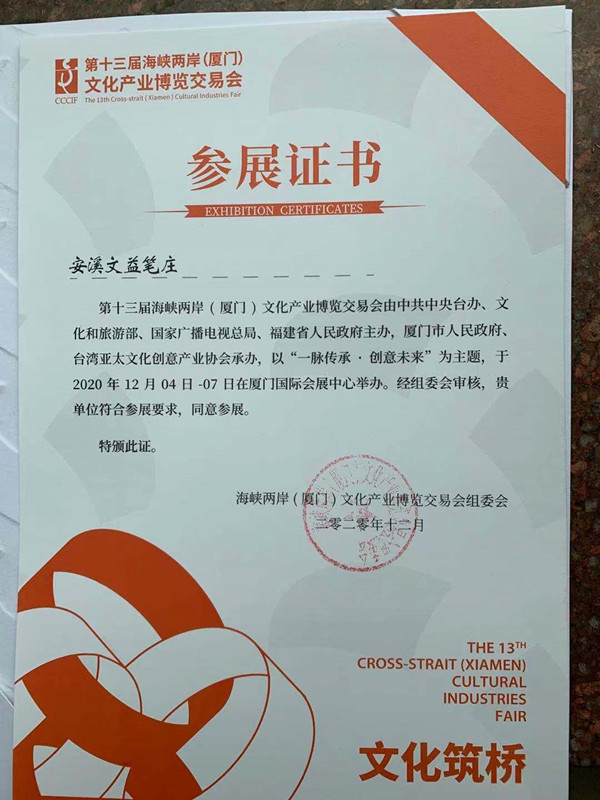 CCCIF
第十三届海峡两岸(厦门)
文化产业博览交易会
The 13th Cross-strait ( Xiamen ) Cultural Industries Fair
参展证书
EXHIBITION CERTIFICATES
安溪文益笔庄
第十三届海峡两岸（厦门）文化产业博览交易会由中共中央台办、文
化和旅游部、国家广播电视总局、福建省人民政府主办，厦门市人民政府、
台湾亚太文化创意产业协会承办，以“一脉传承·创意未来”为主题，于
2020 年 12 月 04 日 -07 日在厦门国际会展中心举办。经组委会审核，贵
单位符合参展要求，同意参展。
特颁此证。
海峡两岸（厦门）文化产业博览交易会组委会
二零二零年十二月
THE 13TH
CROSS-STRAIT (XIAMEN)
CULTURAL
INDUSTRIES
FAIR
文化筑桥